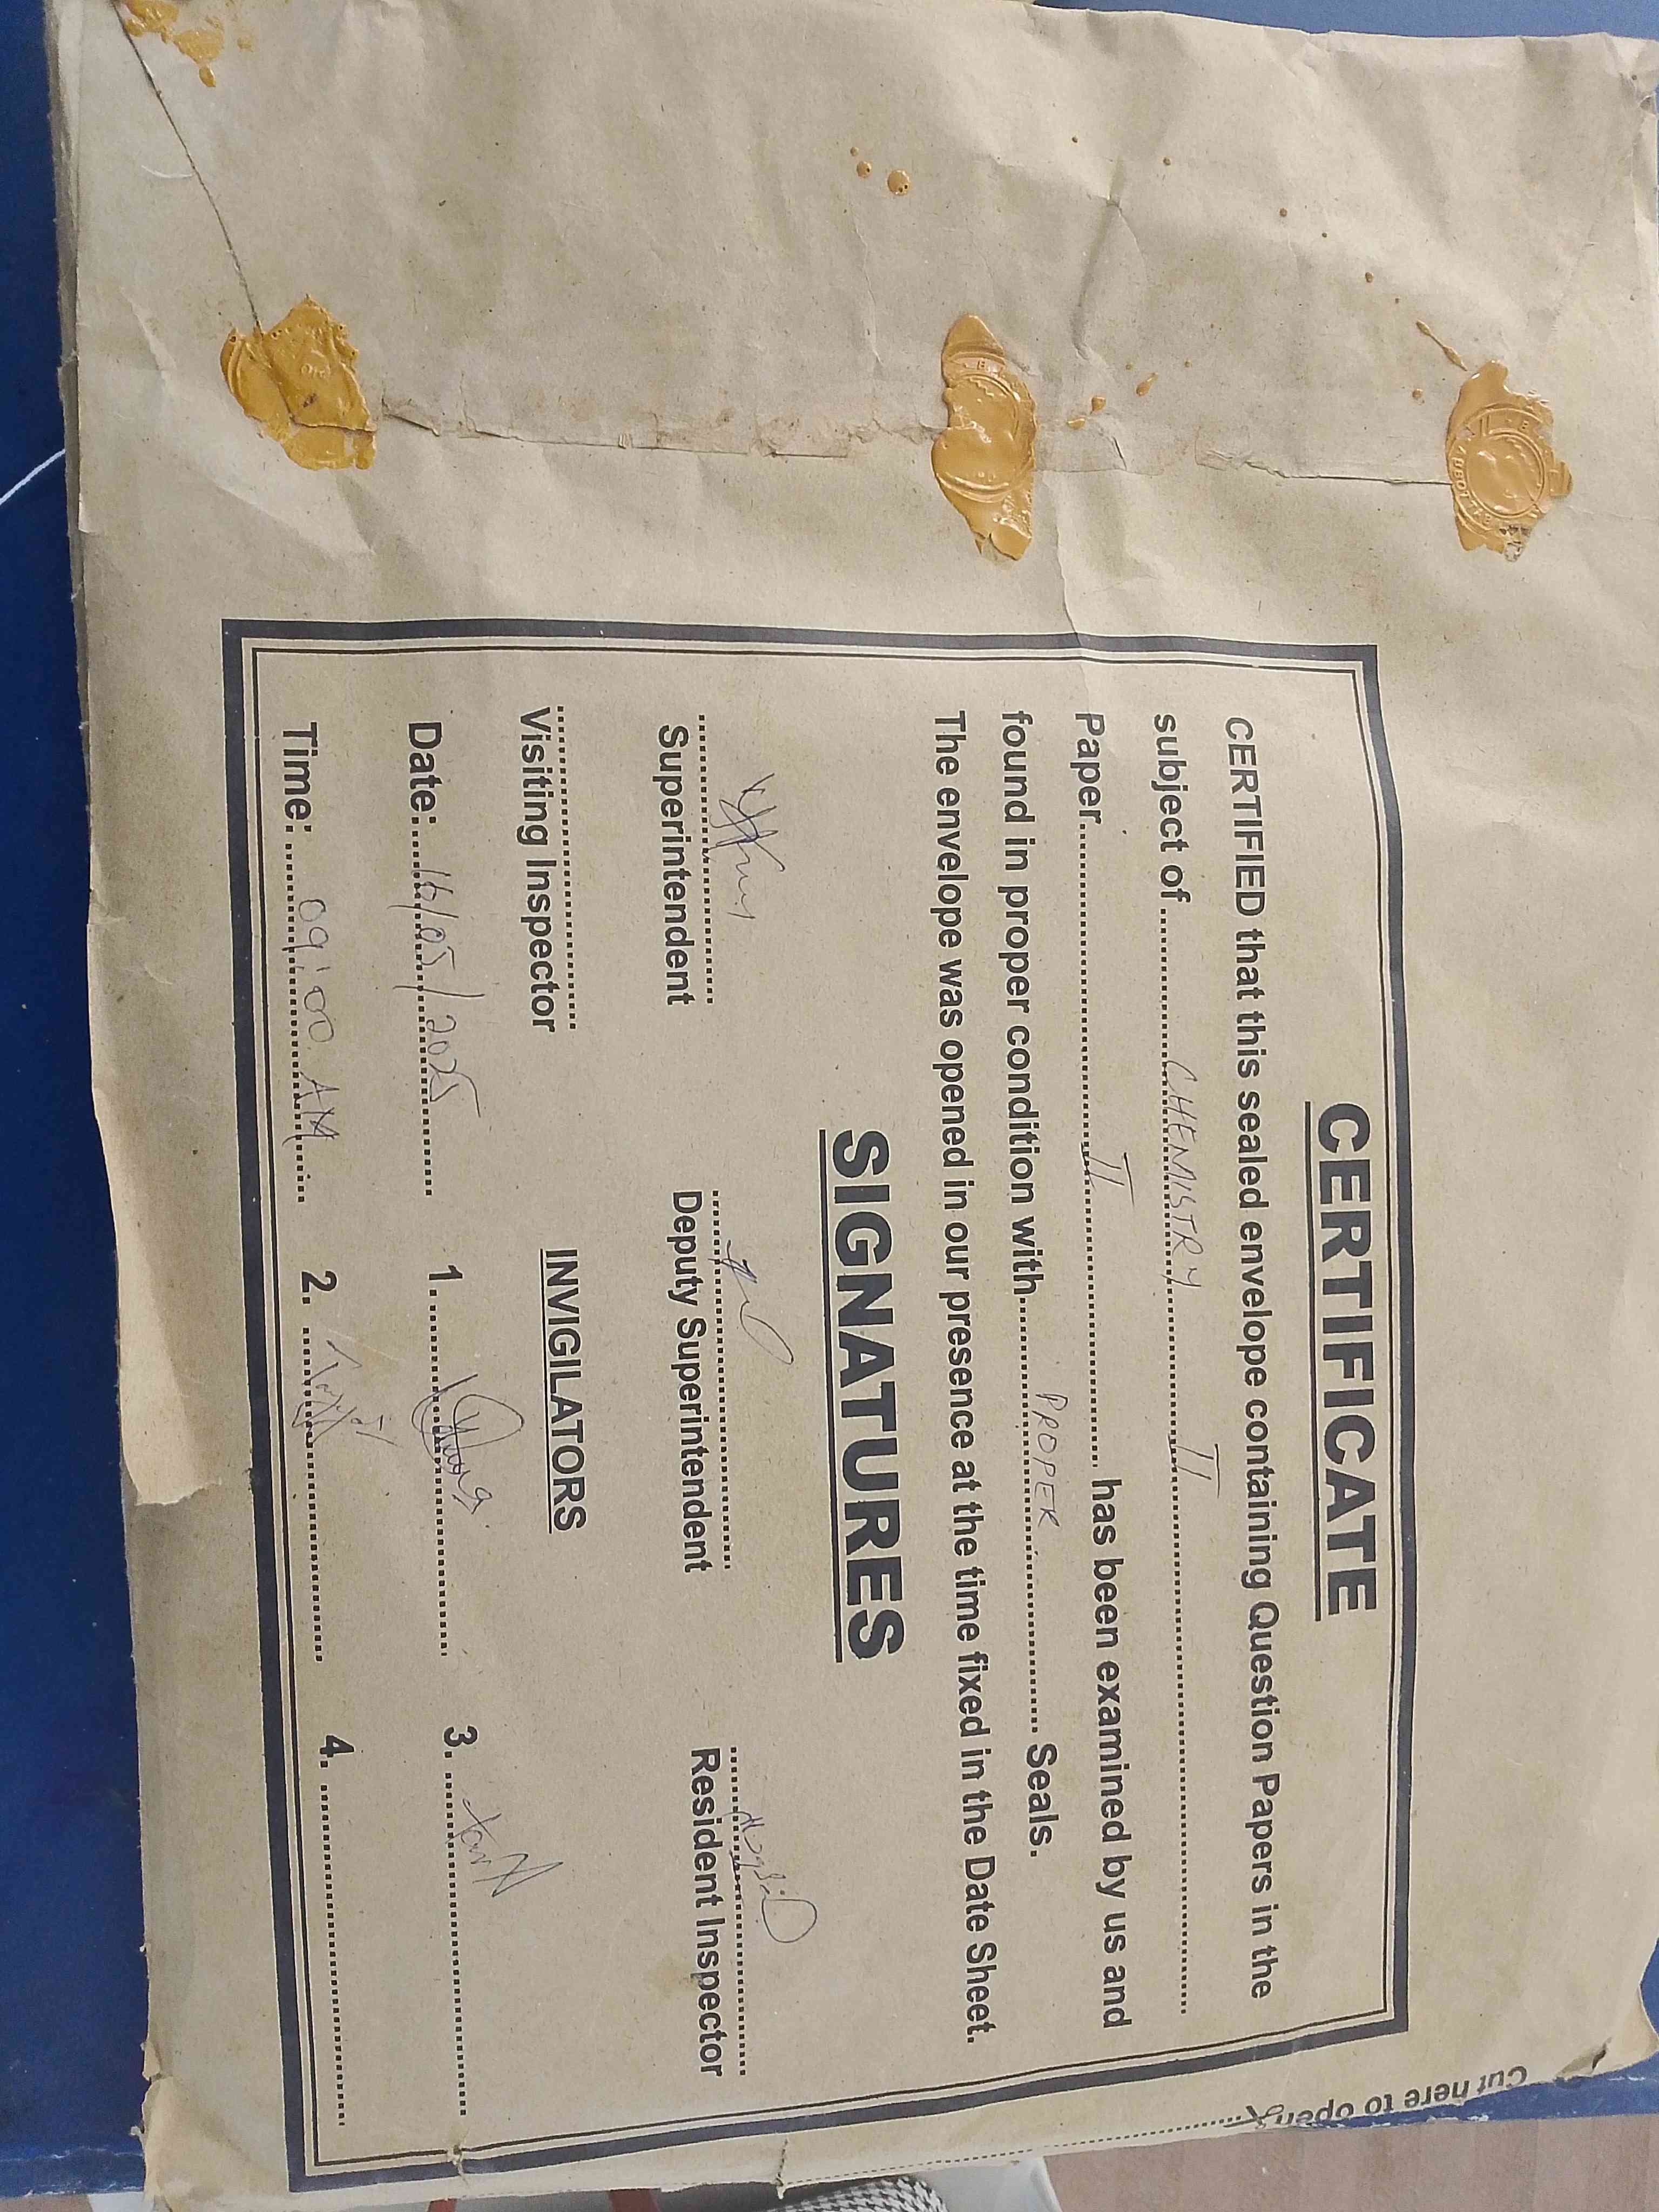 CERTIFICATE
CERTIFIED that this sealed envelope containing Question Papers in the
subject of CHEMISTRY II
Paper II has been examined by us and
found in proper condition with PROPER Seals.
The envelope was opened in our presence at the time fixed in the Date Sheet.
SIGNATURES
Superintendent Deputy Superintendent Resident Inspector
Visiting Inspector
INVIGILATORS
Date: 16/05/2025 1. 3.
Time: 09:00 AM 2. 4.
Cut here to open